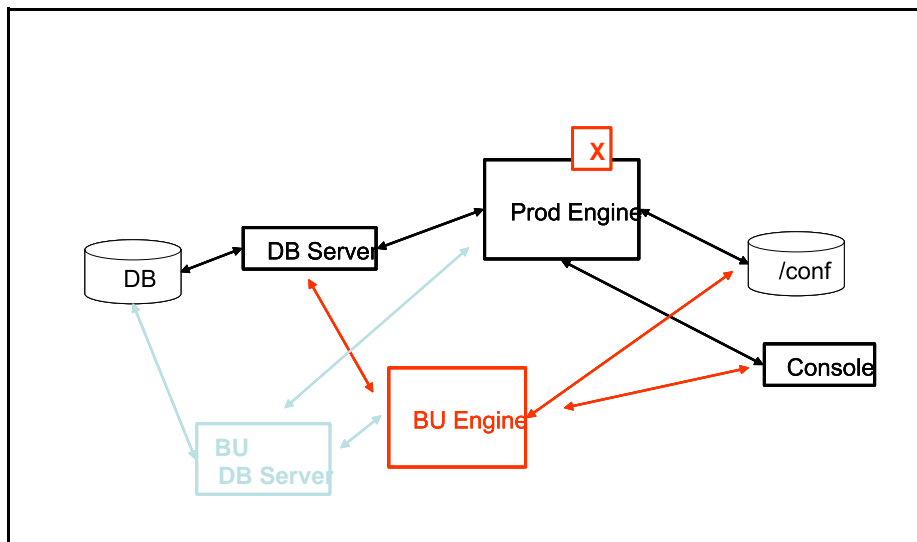 X
Prod Engine
DB Server
DB
/conf
Console
BU Engine
BU
DB Server